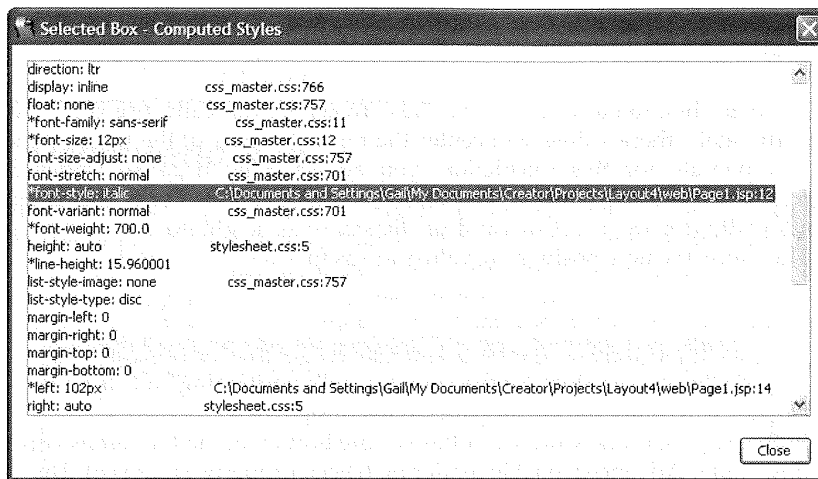 Selected Box - Computed Styles
direction: ltr
display: inline css_master.css:766
float: none css_master.css:757
*font-family: sans-serif css_master.css:11
*font-size: 12px css_master.css:12
font-size-adjust: none css_master.css:757
font-stretch: normal css_master.css:701
*font-style: italic C:\Documents and Settings\Gail\My Documents\Creator\Projects\Layout4\web\Page1.jsp:12
font-variant: normal css_master.css:701
*font-weight: 700.0
height: auto stylesheet.css:5
*line-height: 15.960001
list-style-image: none css_master.css:757
list-style-type: disc
margin-left: 0
margin-right: 0
margin-top: 0
margin-bottom: 0
*left: 102px C:\Documents and Settings\Gail\My Documents\Creator\Projects\Layout4\web\Page1.jsp:14
right: auto stylesheet.css:5
Close